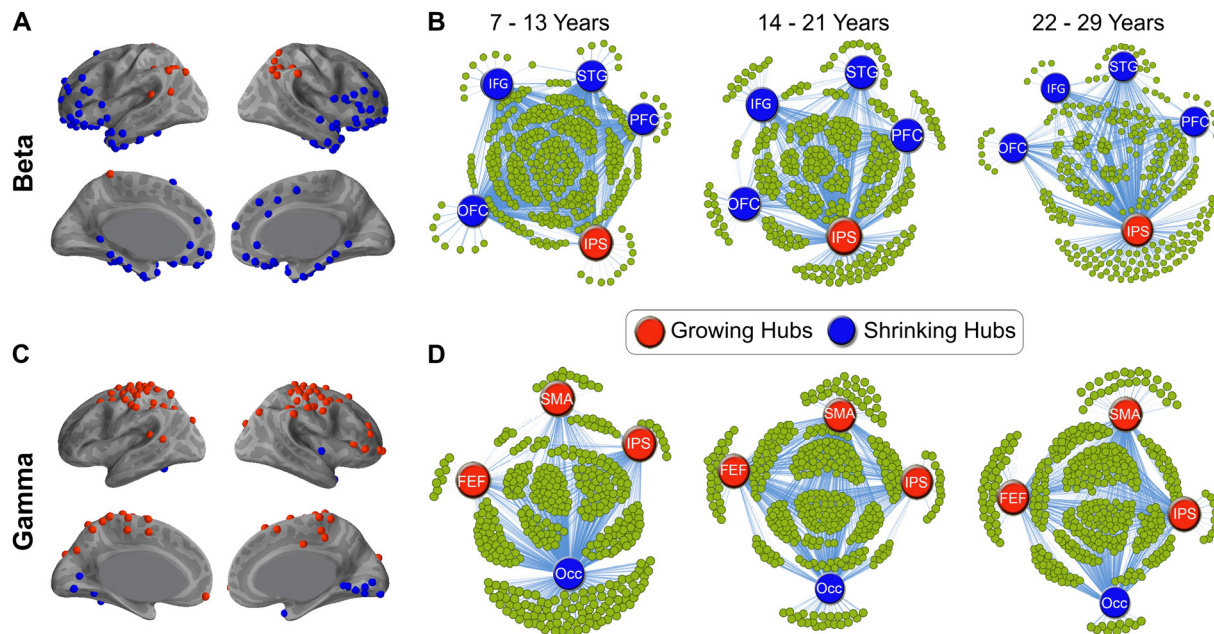 A
B
7 - 13 Years
14 - 21 Years
22 - 29 Years
Beta
IFG
STG
PFC
OFC
IPS
IFG
STG
PFC
OFC
IPS
IFG
STG
PFC
OFC
IPS
Growing Hubs
Shrinking Hubs
C
D
Gamma
SMA
IPS
FEF
Occ
SMA
FEF
IPS
Occ
SMA
FEF
IPS
Occ